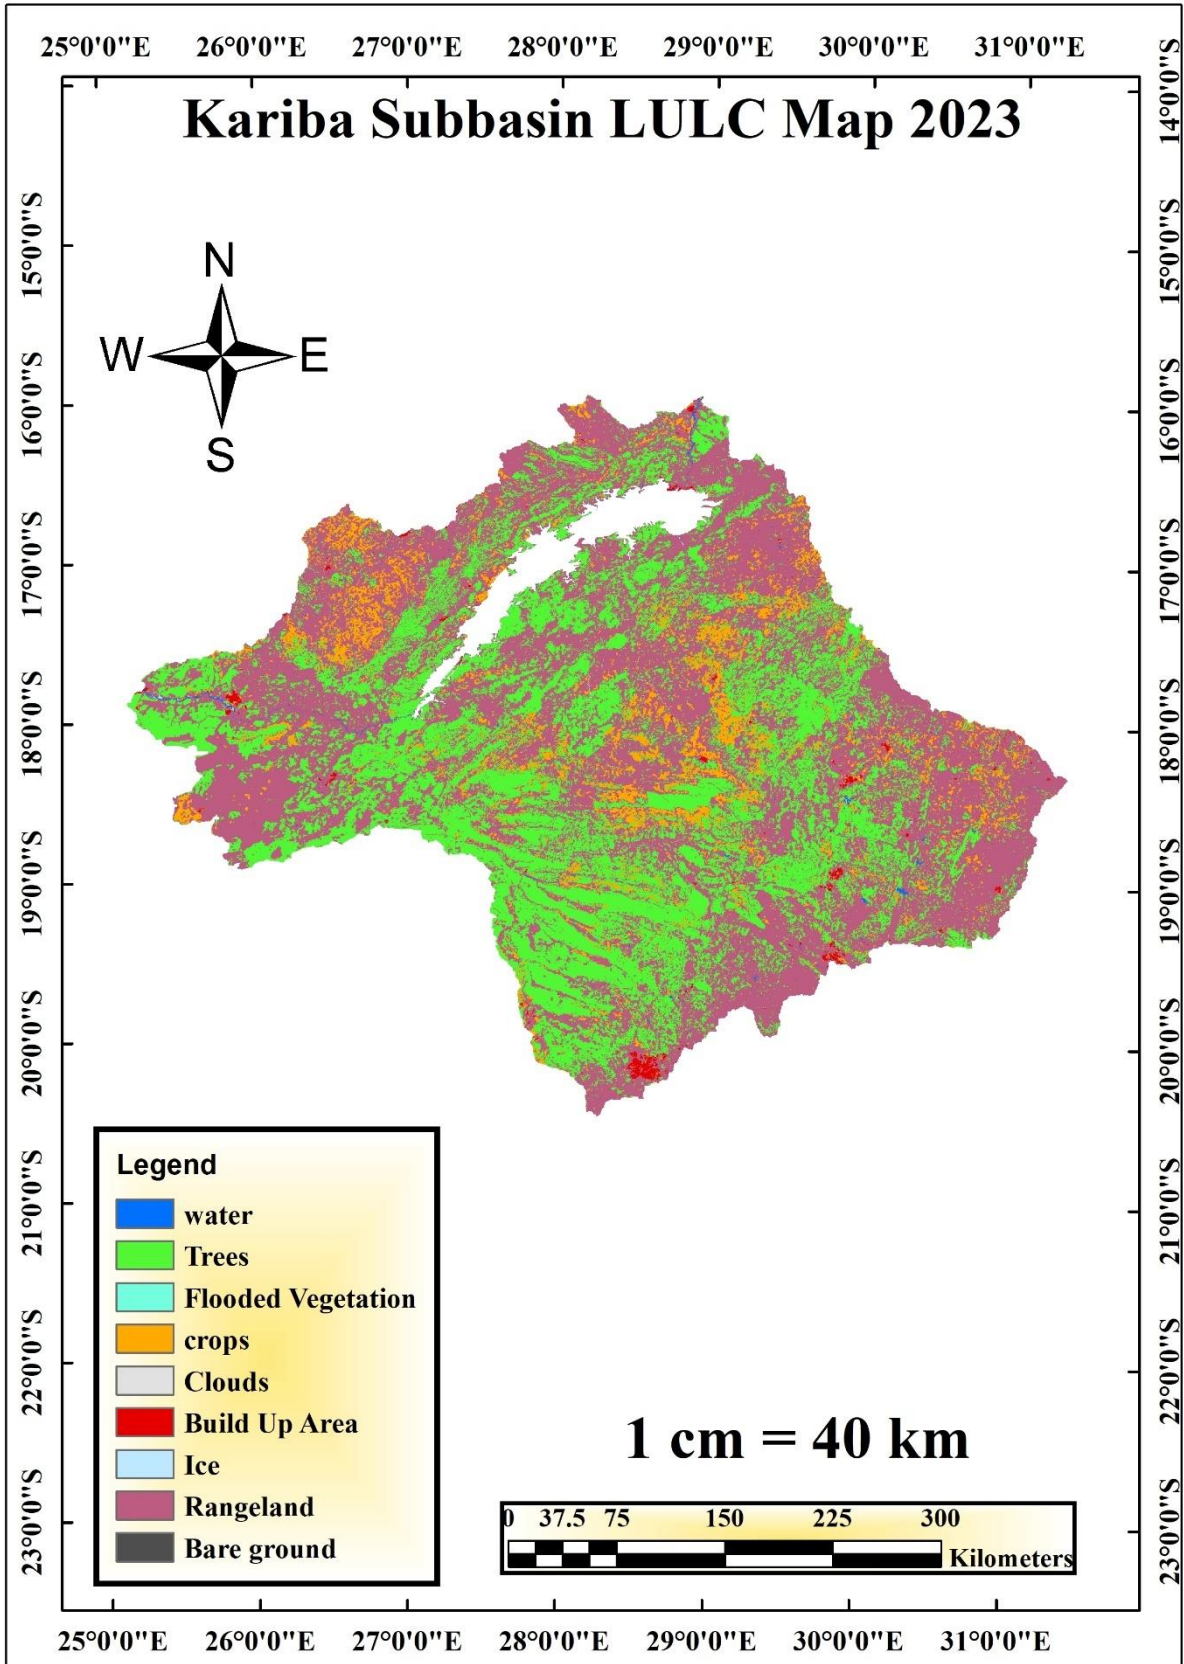 25°0'0"E 26°0'0"E 27°0'0"E 28°0'0"E 29°0'0"E 30°0'0"E 31°0'0"E
Kariba Subbasin LULC Map 2023
14°0'0"S
15°0'0"S 15°0'0"S
N
W E
S
16°0'0"S 16°0'0"S
17°0'0"S 17°0'0"S
18°0'0"S 18°0'0"S
19°0'0"S 19°0'0"S
20°0'0"S 20°0'0"S
21°0'0"S 21°0'0"S
22°0'0"S 22°0'0"S
23°0'0"S 23°0'0"S
Legend
water
Trees
Flooded Vegetation
crops
Clouds
Build Up Area
Ice
Rangeland
Bare ground
1 cm = 40 km
0 37.5 75 150 225 300
Kilometers
25°0'0"E 26°0'0"E 27°0'0"E 28°0'0"E 29°0'0"E 30°0'0"E 31°0'0"E